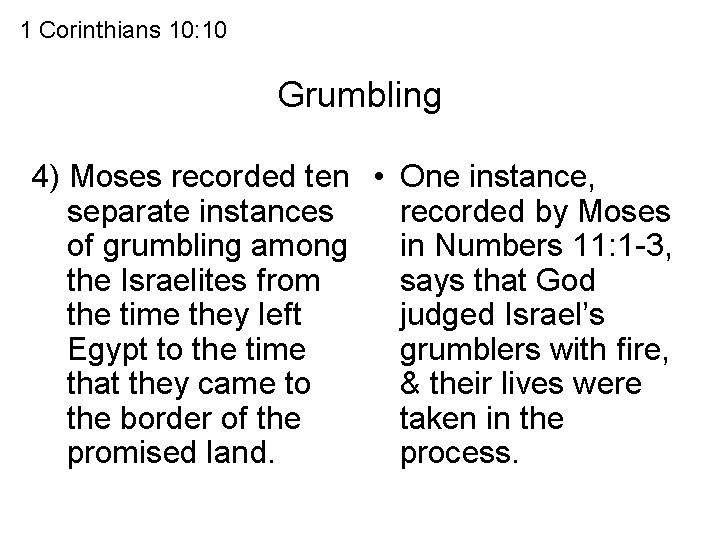 1 Corinthians 10:10
Grumbling
4) Moses recorded ten
separate instances
of grumbling among
the Israelites from
the time they left
Egypt to the time
that they came to
the border of the
promised land.
• One instance,
recorded by Moses
in Numbers 11:1-3,
says that God
judged Israel’s
grumblers with fire,
& their lives were
taken in the
process.